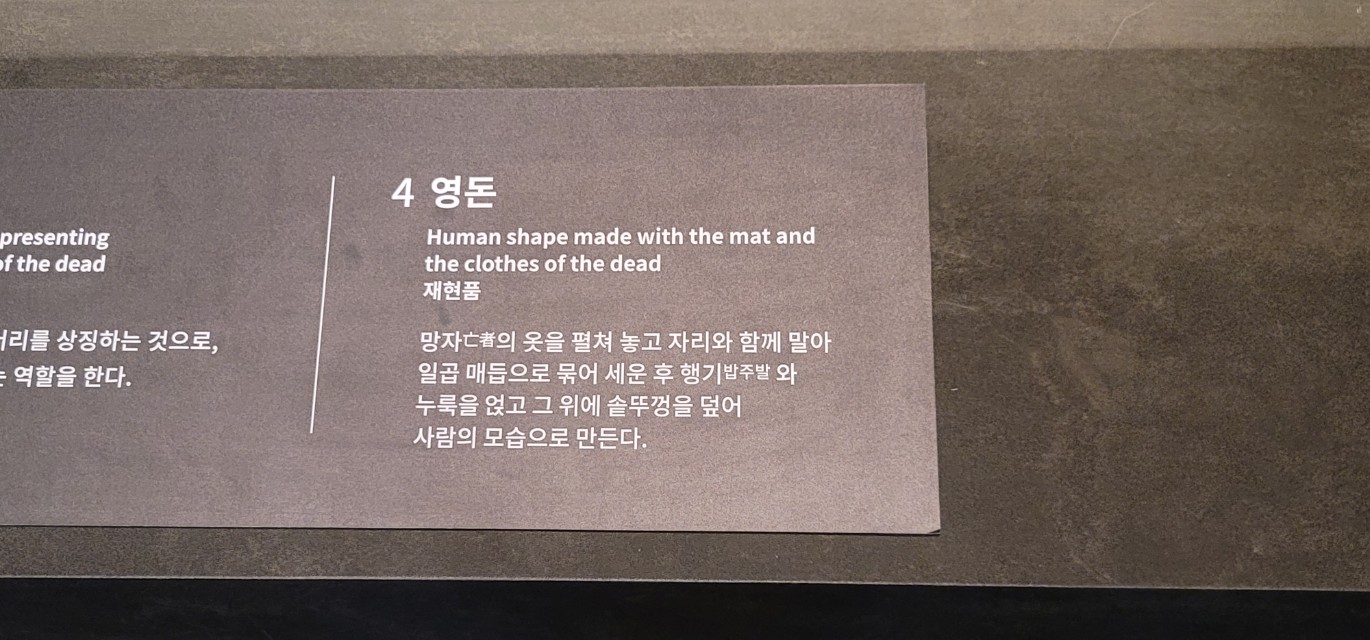 presenting
of the dead
리를 상징하는 것으로,
역할을 한다.
4 영돈
Human shape made with the mat and
the clothes of the dead
재현품
망자亡者의 옷을 펼쳐 놓고 자리와 함께 말아
일곱 매듭으로 묶어 세운 후 행기밥주발 와
누룩을 얹고 그 위에 솥뚜껑을 덮어
사람의 모습으로 만든다.